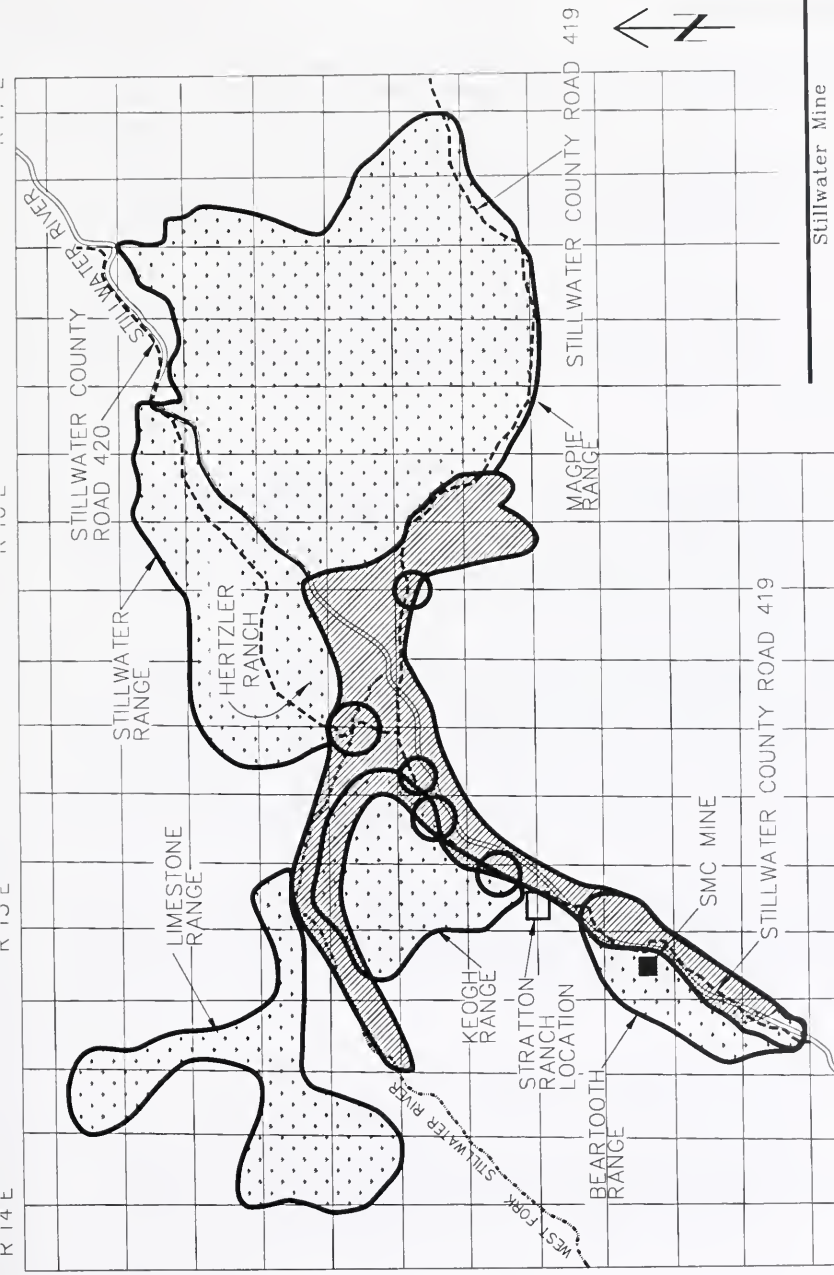 R 14 E
R 15 E
STILLWATER RIVER
STILLWATER COUNTY
ROAD 420
STILLWATER
RANGE
LIMESTONE
RANGE
HERTZLER
RANCH
STILLWATER COUNTY ROAD 419
MAGPIE
RANGE
KEOGH
RANGE
STRATTON
RANCH
LOCATION
WEST FORK STILLWATER RIVER
BEARTOOTH
RANGE
SMC MINE
STILLWATER COUNTY ROAD 419
N
Stillwater Mine